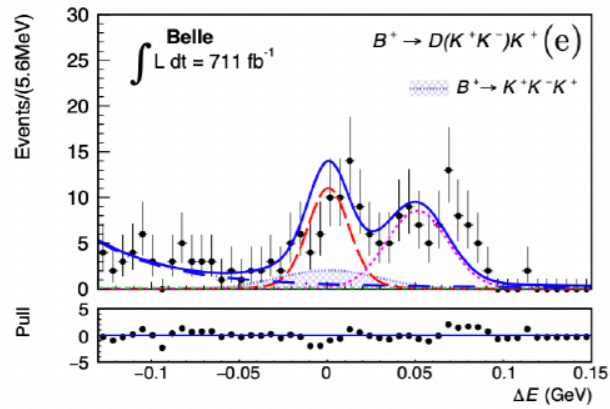 Belle
∫ L dt = 711 fb⁻¹
B⁺ → D(K⁺K⁻)K⁺ (e)
B⁺→ K⁺K⁻K⁺
Events/(5.6MeV)
30
25
20
15
10
5
0
Pull
5
0
−5
−0.1 −0.05 0 0.05 0.1 0.15
ΔE (GeV)